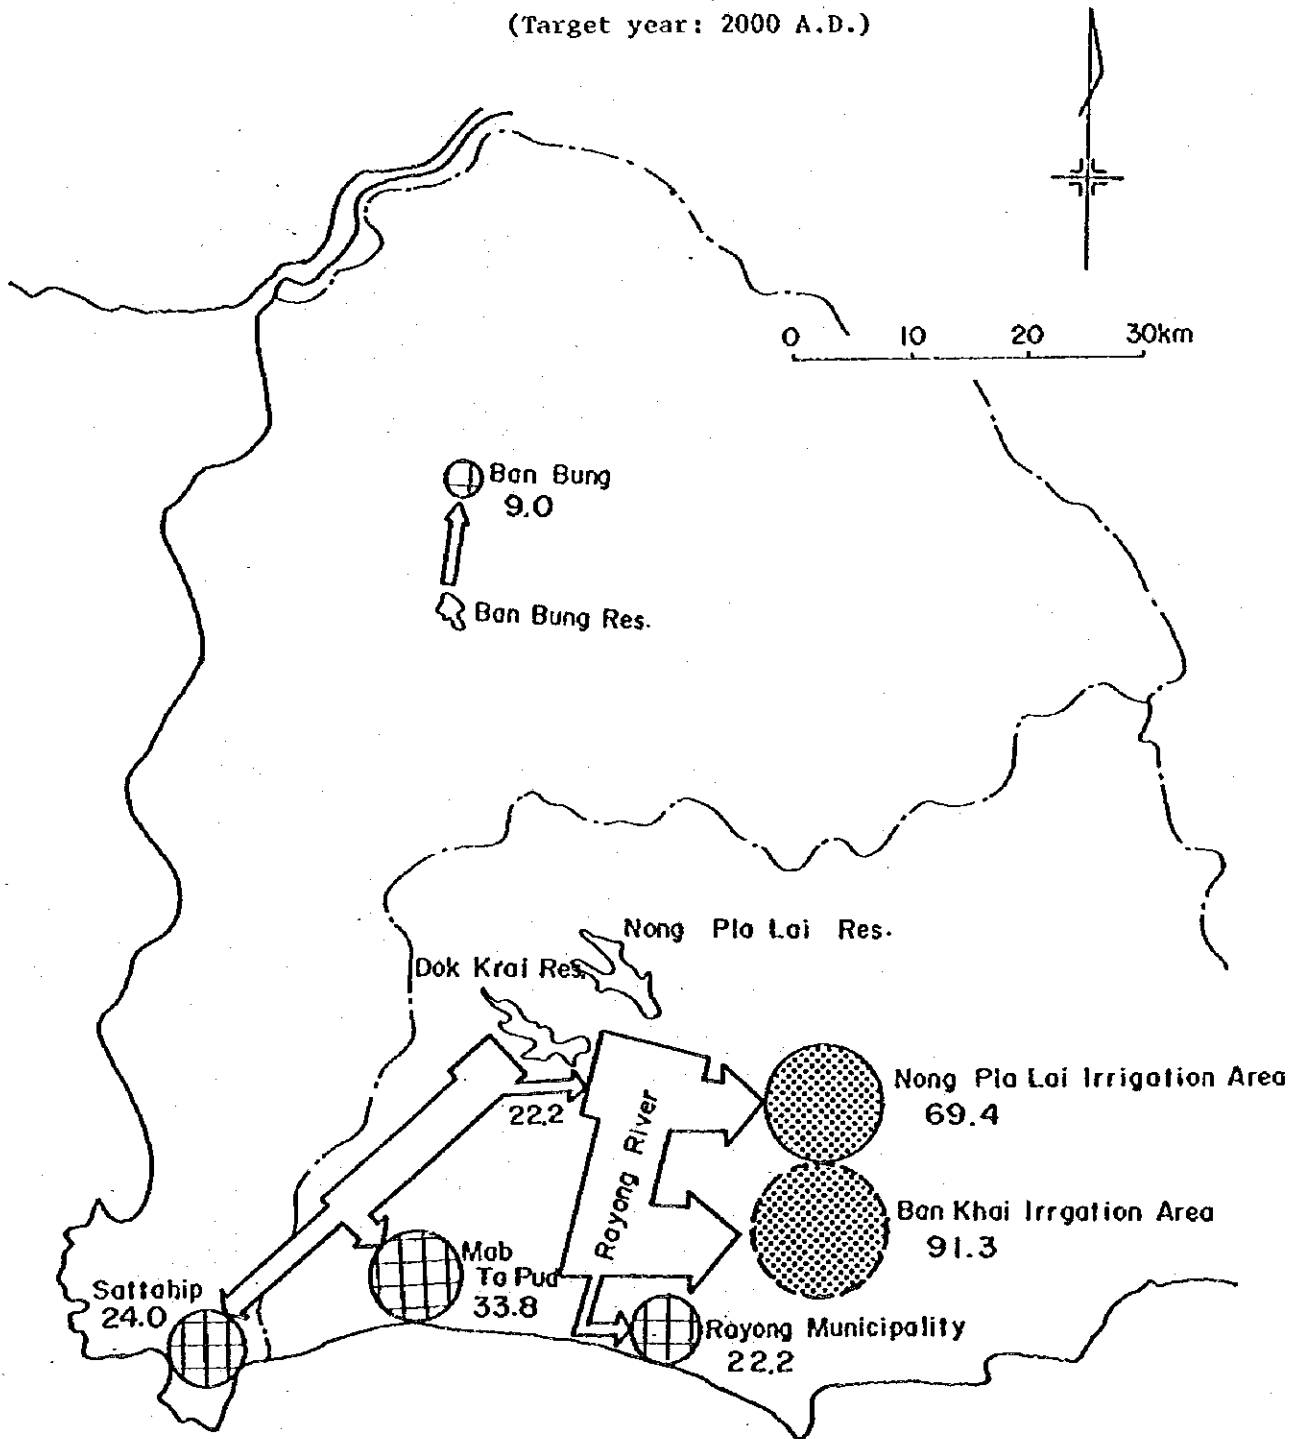 (Target year: 2000 A.D.)
0 10 20 30km
Ban Bung
9.0
Ban Bung Res.
Nong Pla Lai Res.
Dok Krai Res.
Nong Pla Lai Irrigation Area
69.4
22.2
Rayong River
Ban Khai Irrgation Area
91.3
Mab
Ta Pud
33.8
Sattahip
24.0
Rayong Municipality
22.2